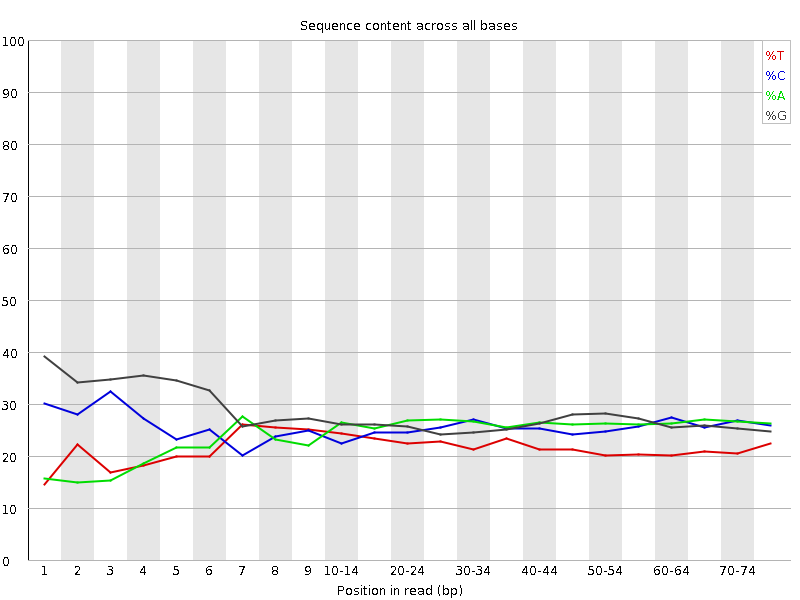 Sequence content across all bases
100
90
80
70
60
50
40
30
20
10
0
%T
%C
%A
%G
1 2 3 4 5 6 7 8 9 10-14 20-24 30-34 40-44 50-54 60-64 70-74
Position in read (bp)